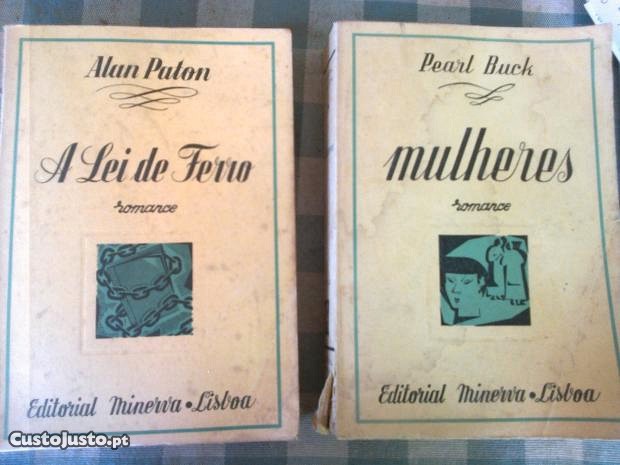 Alan Paton
A Lei de Ferro
romance
Editorial Minerva • Lisboa
Pearl Buck
mulheres
romance
Editorial Minerva • Lisboa
CustoJusto.pt